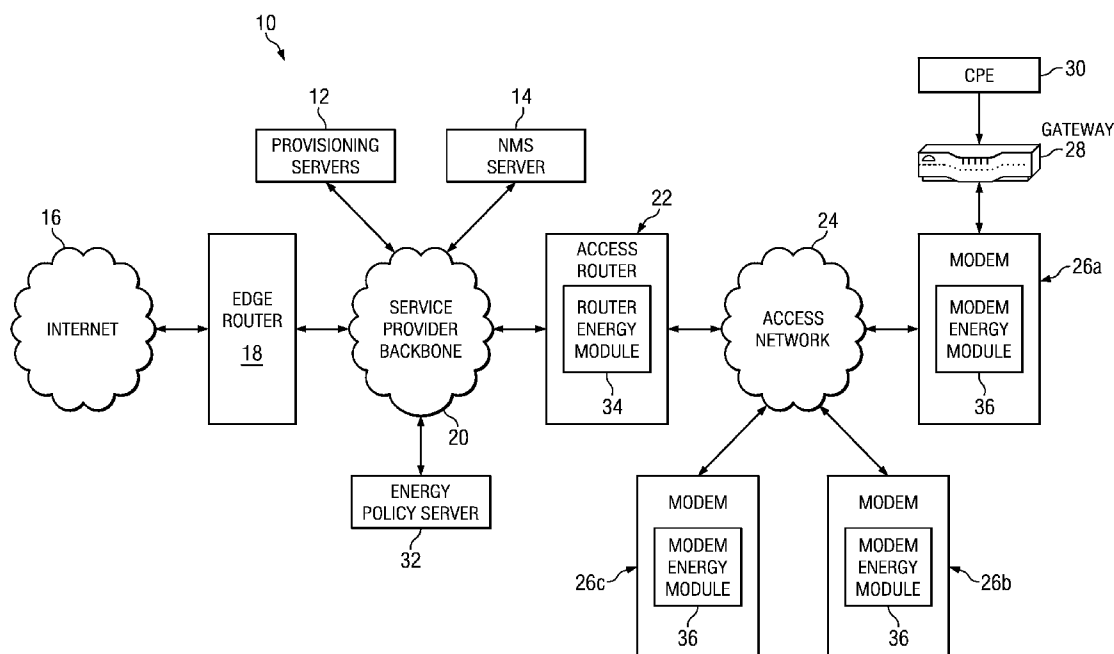 10
CPE
30
12
14
PROVISIONING
SERVERS
NMS
SERVER
GATEWAY
28
16
22
24
INTERNET
EDGE
ROUTER
18
SERVICE
PROVIDER
BACKBONE
20
ACCESS
ROUTER
ROUTER
ENERGY
MODULE
34
ACCESS
NETWORK
MODEM
26a
MODEM
ENERGY
MODULE
36
ENERGY
POLICY SERVER
32
MODEM
MODEM
ENERGY
MODULE
26c
36
MODEM
MODEM
ENERGY
MODULE
26b
36